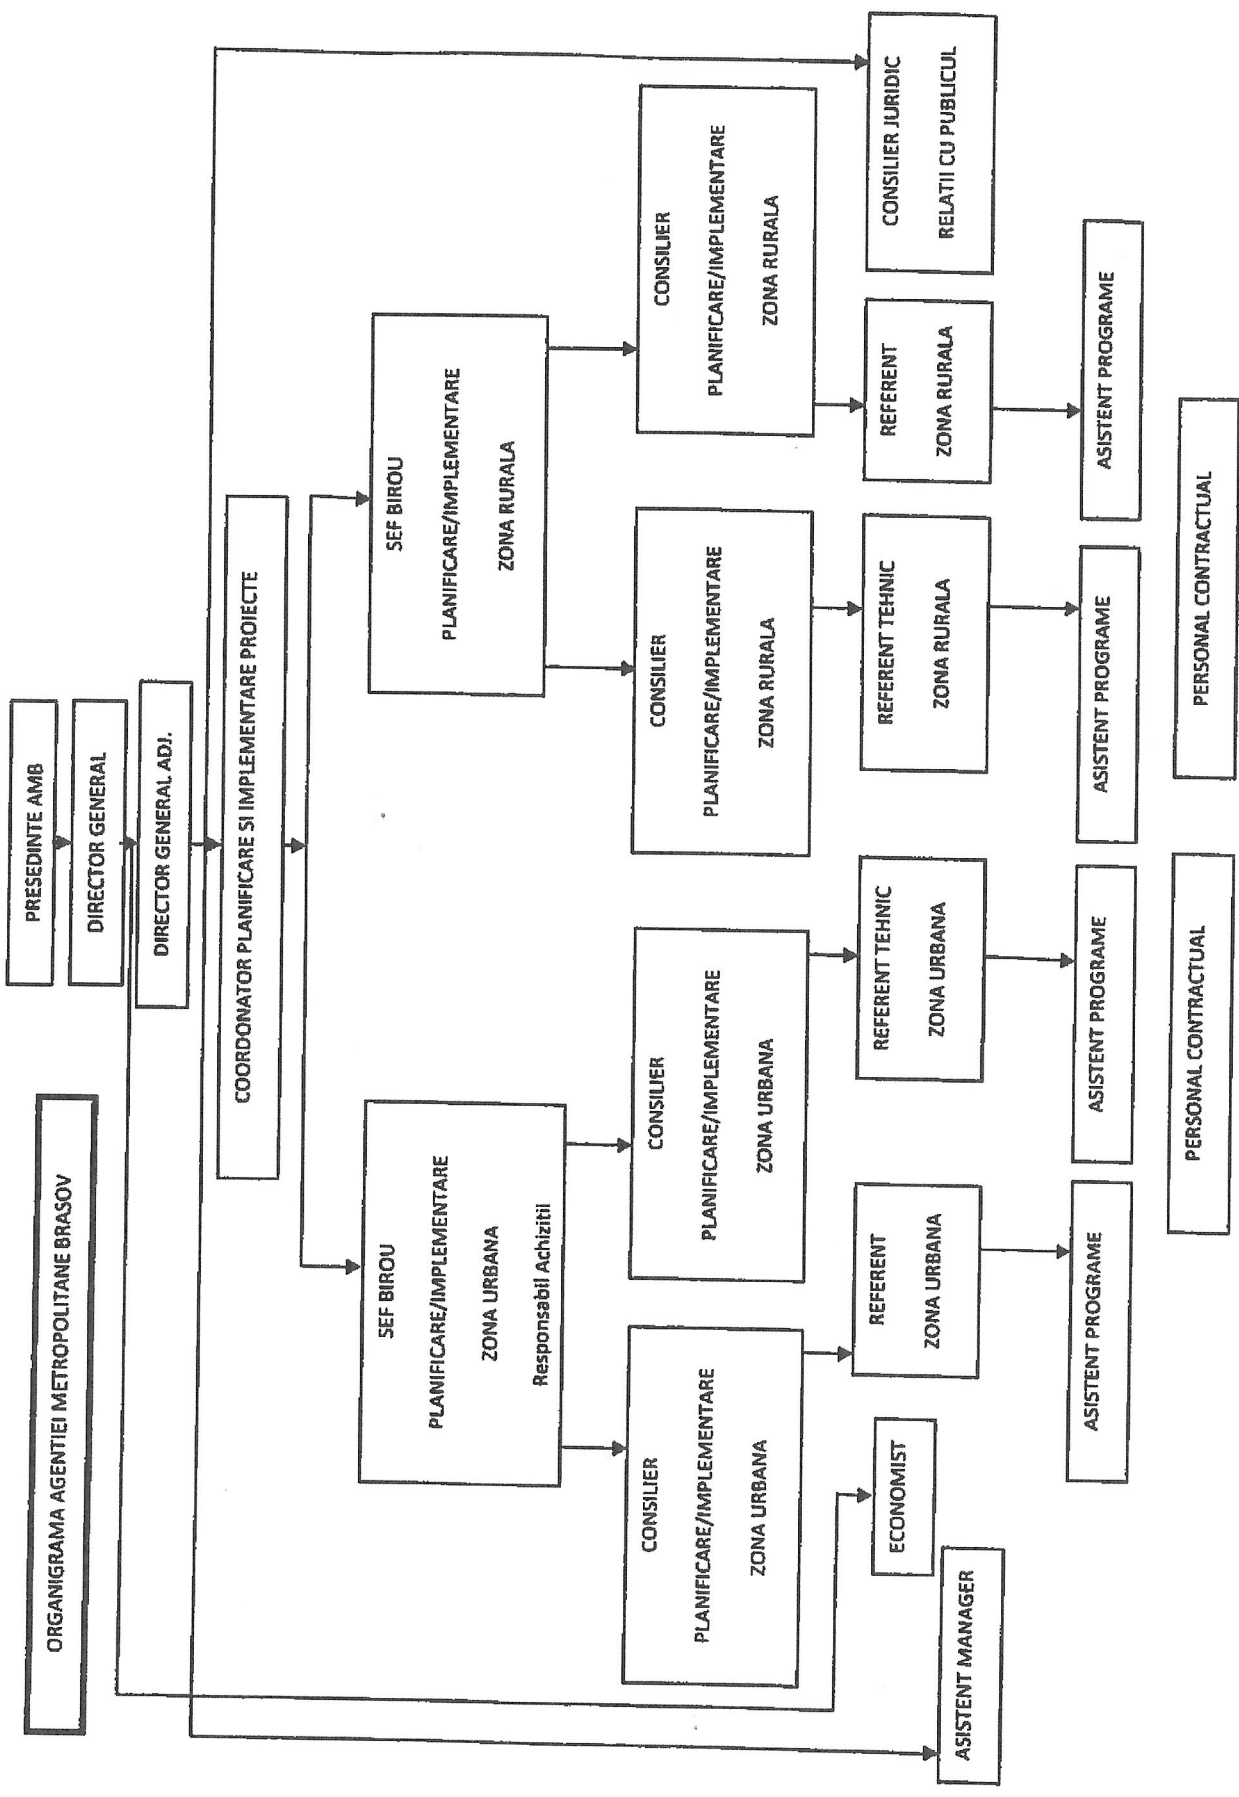 ORGANIGRAMA AGENTIEI METROPOLITANE BRASOV
PRESEDINTE AMB
DIRECTOR GENERAL
DIRECTOR GENERAL ADJ.
COORDONATOR PLANIFICARE SI IMPLEMENTARE PROIECTE
SEF BIROU
PLANIFICARE/IMPLEMENTARE
ZONA URBANA
Responsabil Achizitii
SEF BIROU
PLANIFICARE/IMPLEMENTARE
ZONA RURALA
CONSILIER
PLANIFICARE/IMPLEMENTARE
ZONA URBANA
CONSILIER
PLANIFICARE/IMPLEMENTARE
ZONA URBANA
CONSILIER
PLANIFICARE/IMPLEMENTARE
ZONA RURALA
CONSILIER
PLANIFICARE/IMPLEMENTARE
ZONA RURALA
ECONOMIST
REFERENT
ZONA URBANA
REFERENT TEHNIC
ZONA URBANA
REFERENT TEHNIC
ZONA RURALA
REFERENT
ZONA RURALA
CONSILIER JURIDIC
RELATII CU PUBLICUL
ASISTENT MANAGER
ASISTENT PROGRAME
ASISTENT PROGRAME
ASISTENT PROGRAME
ASISTENT PROGRAME
PERSONAL CONTRACTUAL
PERSONAL CONTRACTUAL